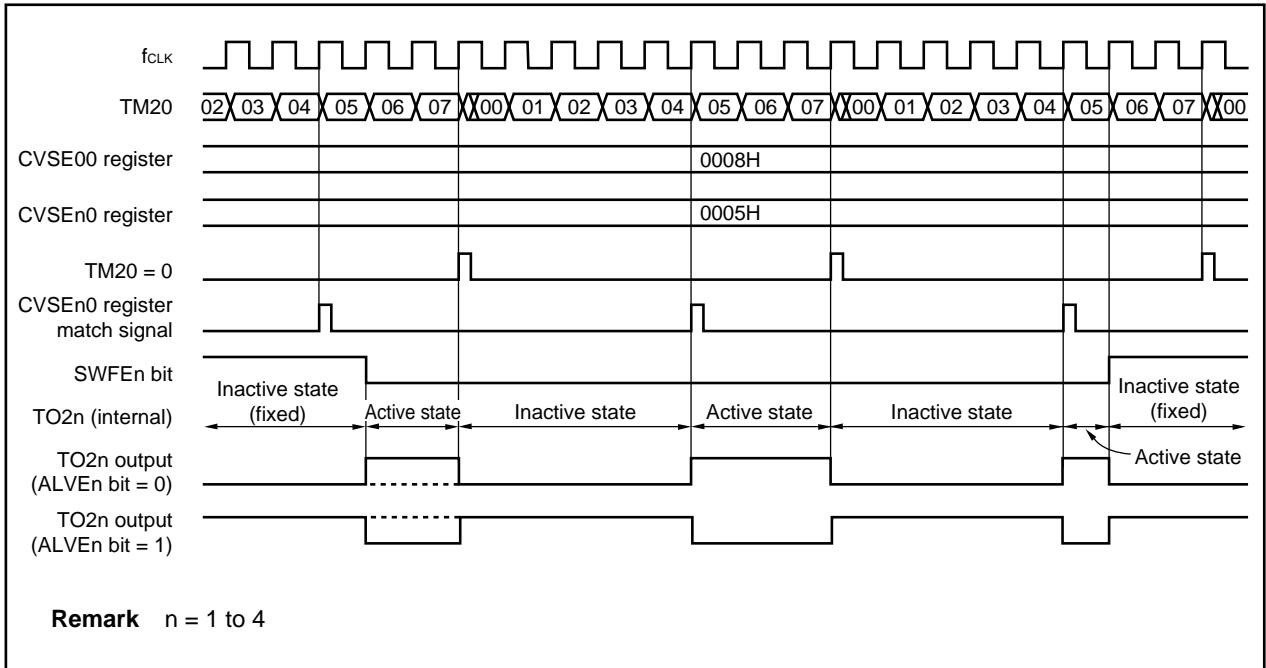 fCLK
TM20 02 03 04 05 06 07 00 01 02 03 04 05 06 07 00 01 02 03 04 05 06 07 00
CVSE00 register 0008H
CVSEn0 register 0005H
TM20 = 0
CVSEn0 register
match signal
SWFEn bit
TO2n (internal)
Inactive state
(fixed)
Active state
Inactive state
Active state
Inactive state
Inactive state
(fixed)
Active state
TO2n output
(ALVEn bit = 0)
TO2n output
(ALVEn bit = 1)
Remark n = 1 to 4